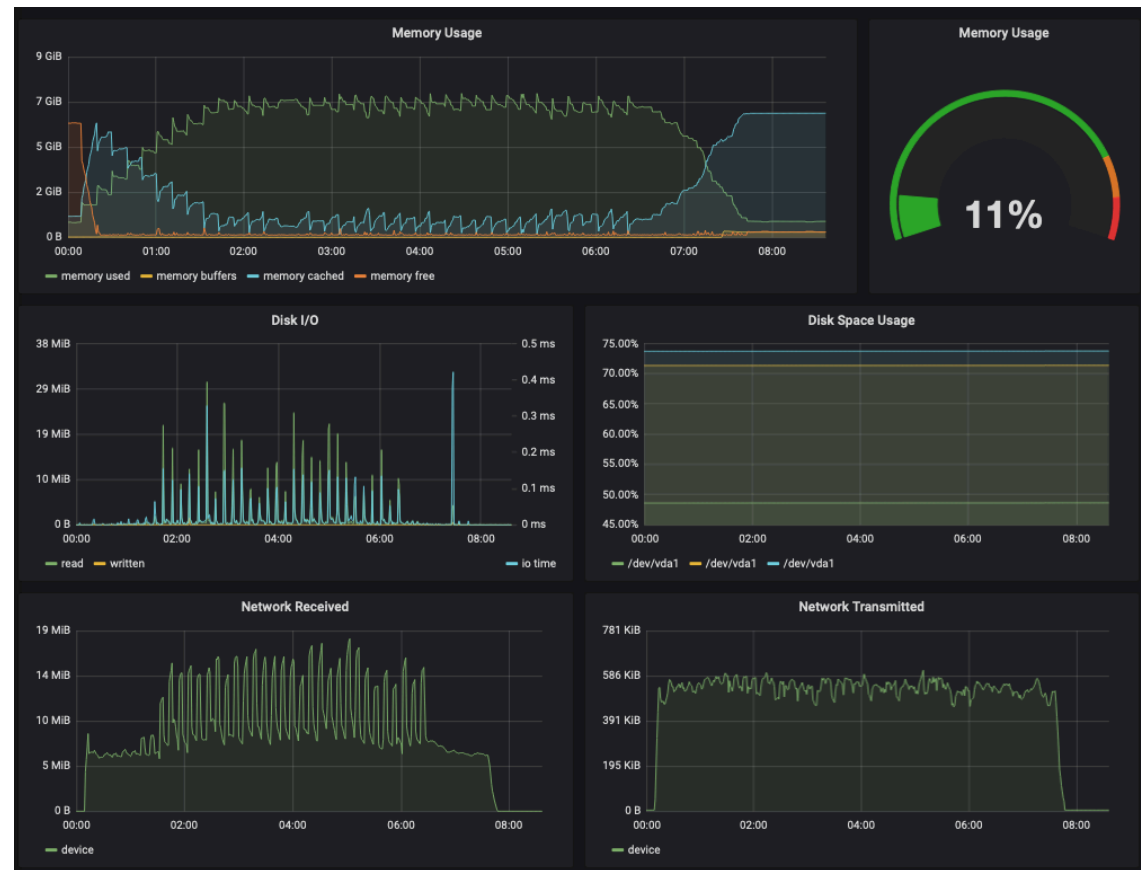 Memory Usage
9 GiB
7 GiB
5 GiB
2 GiB
0 B
00:00 01:00 02:00 03:00 04:00 05:00 06:00 07:00 08:00
memory used memory buffers memory cached memory free
Memory Usage
11%
Disk I/O
38 MiB 0.5 ms
29 MiB 0.4 ms
0.3 ms
19 MiB 0.2 ms
10 MiB 0.1 ms
0 B 0 ms
00:00 02:00 04:00 06:00 08:00
read written io time
Disk Space Usage
75.00%
70.00%
65.00%
60.00%
55.00%
50.00%
45.00%
00:00 02:00 04:00 06:00 08:00
/dev/vda1 /dev/vda1 /dev/vda1
Network Received
19 MiB
14 MiB
10 MiB
5 MiB
0 B
00:00 02:00 04:00 06:00 08:00
device
Network Transmitted
781 KiB
586 KiB
391 KiB
195 KiB
0 B
00:00 02:00 04:00 06:00 08:00
device